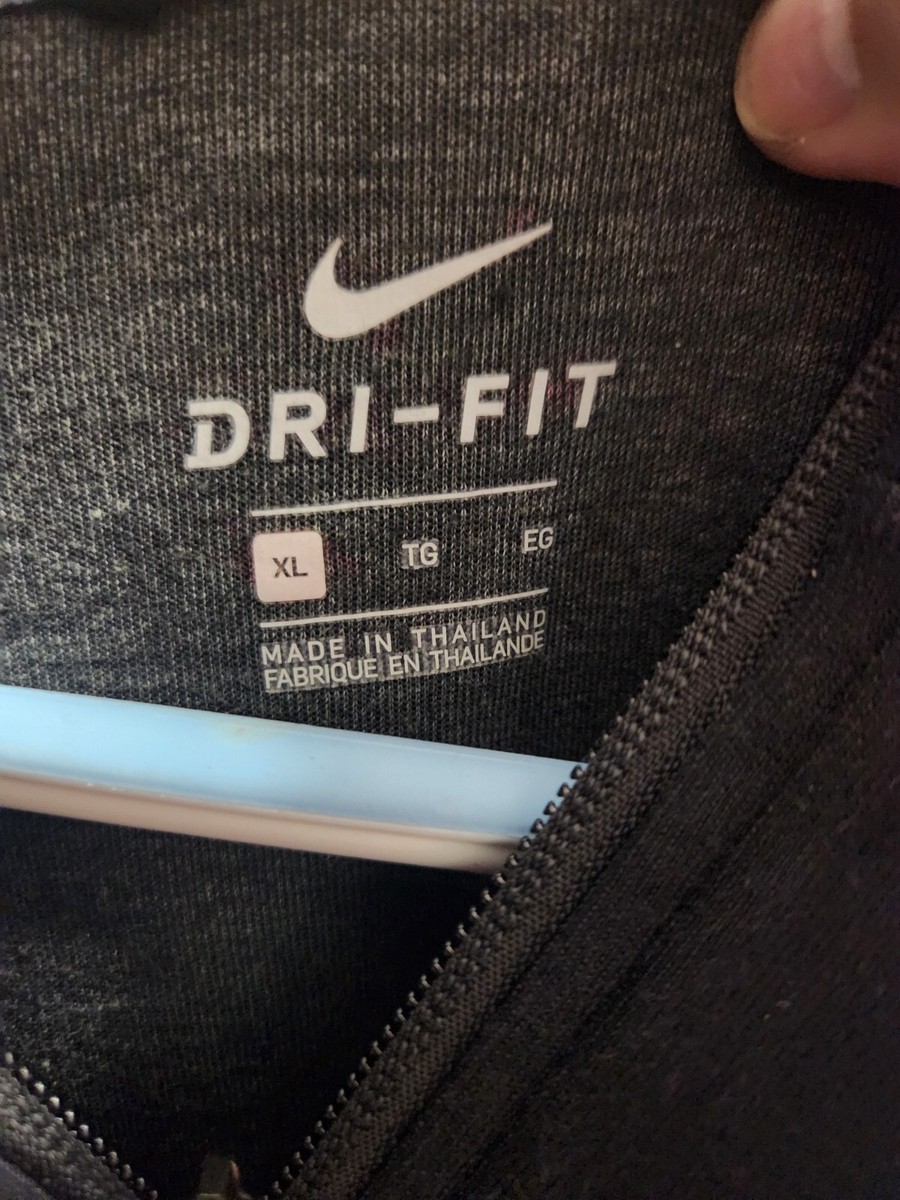 DRI-FIT
XL TG EG
MADE IN THAILAND
FABRIQUE EN THAILANDE